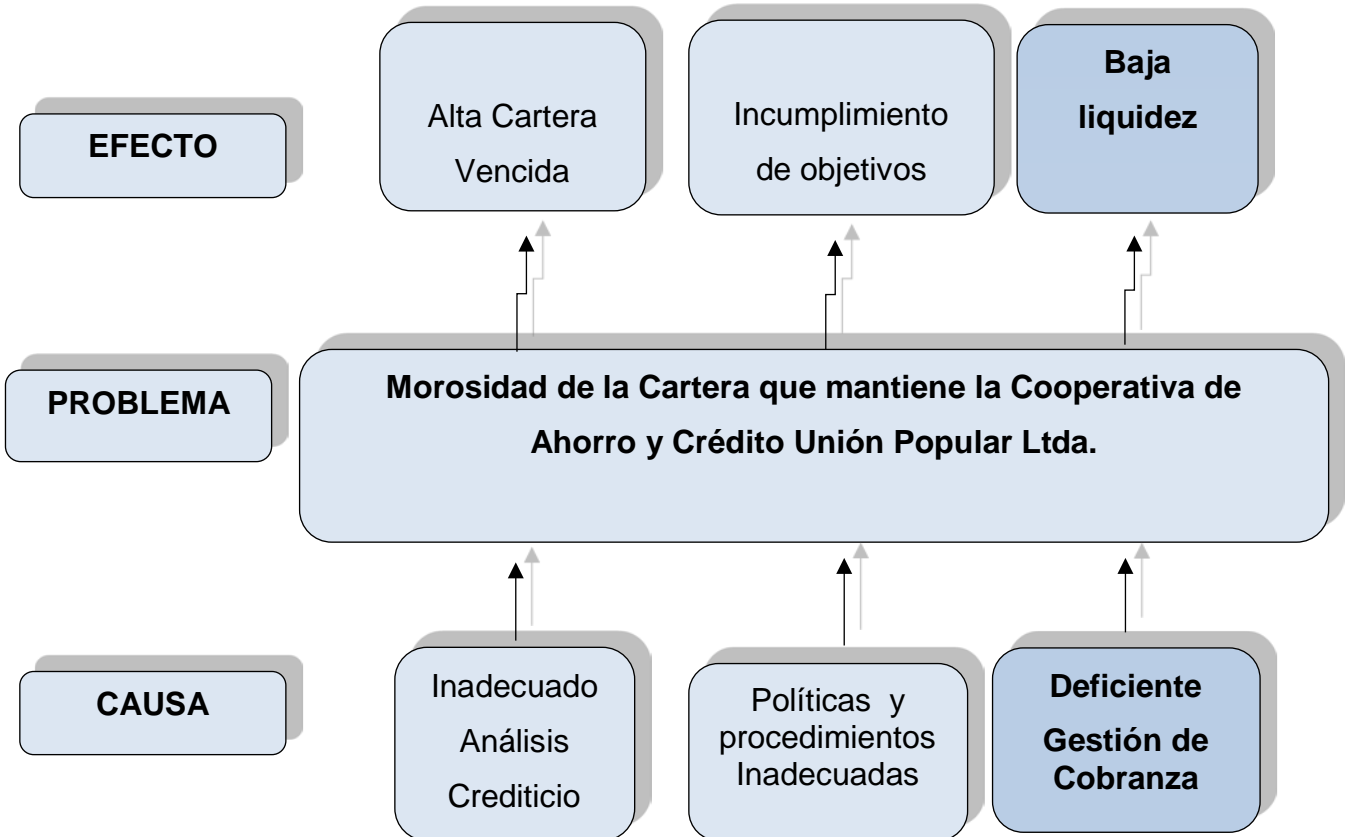 EFECTO
Alta Cartera
Vencida
Incumplimiento
de objetivos
Baja
liquidez
PROBLEMA
Morosidad de la Cartera que mantiene la Cooperativa de
Ahorro y Crédito Unión Popular Ltda.
CAUSA
Inadecuado
Análisis
Crediticio
Políticas y
procedimientos
Inadecuadas
Deficiente
Gestión de
Cobranza